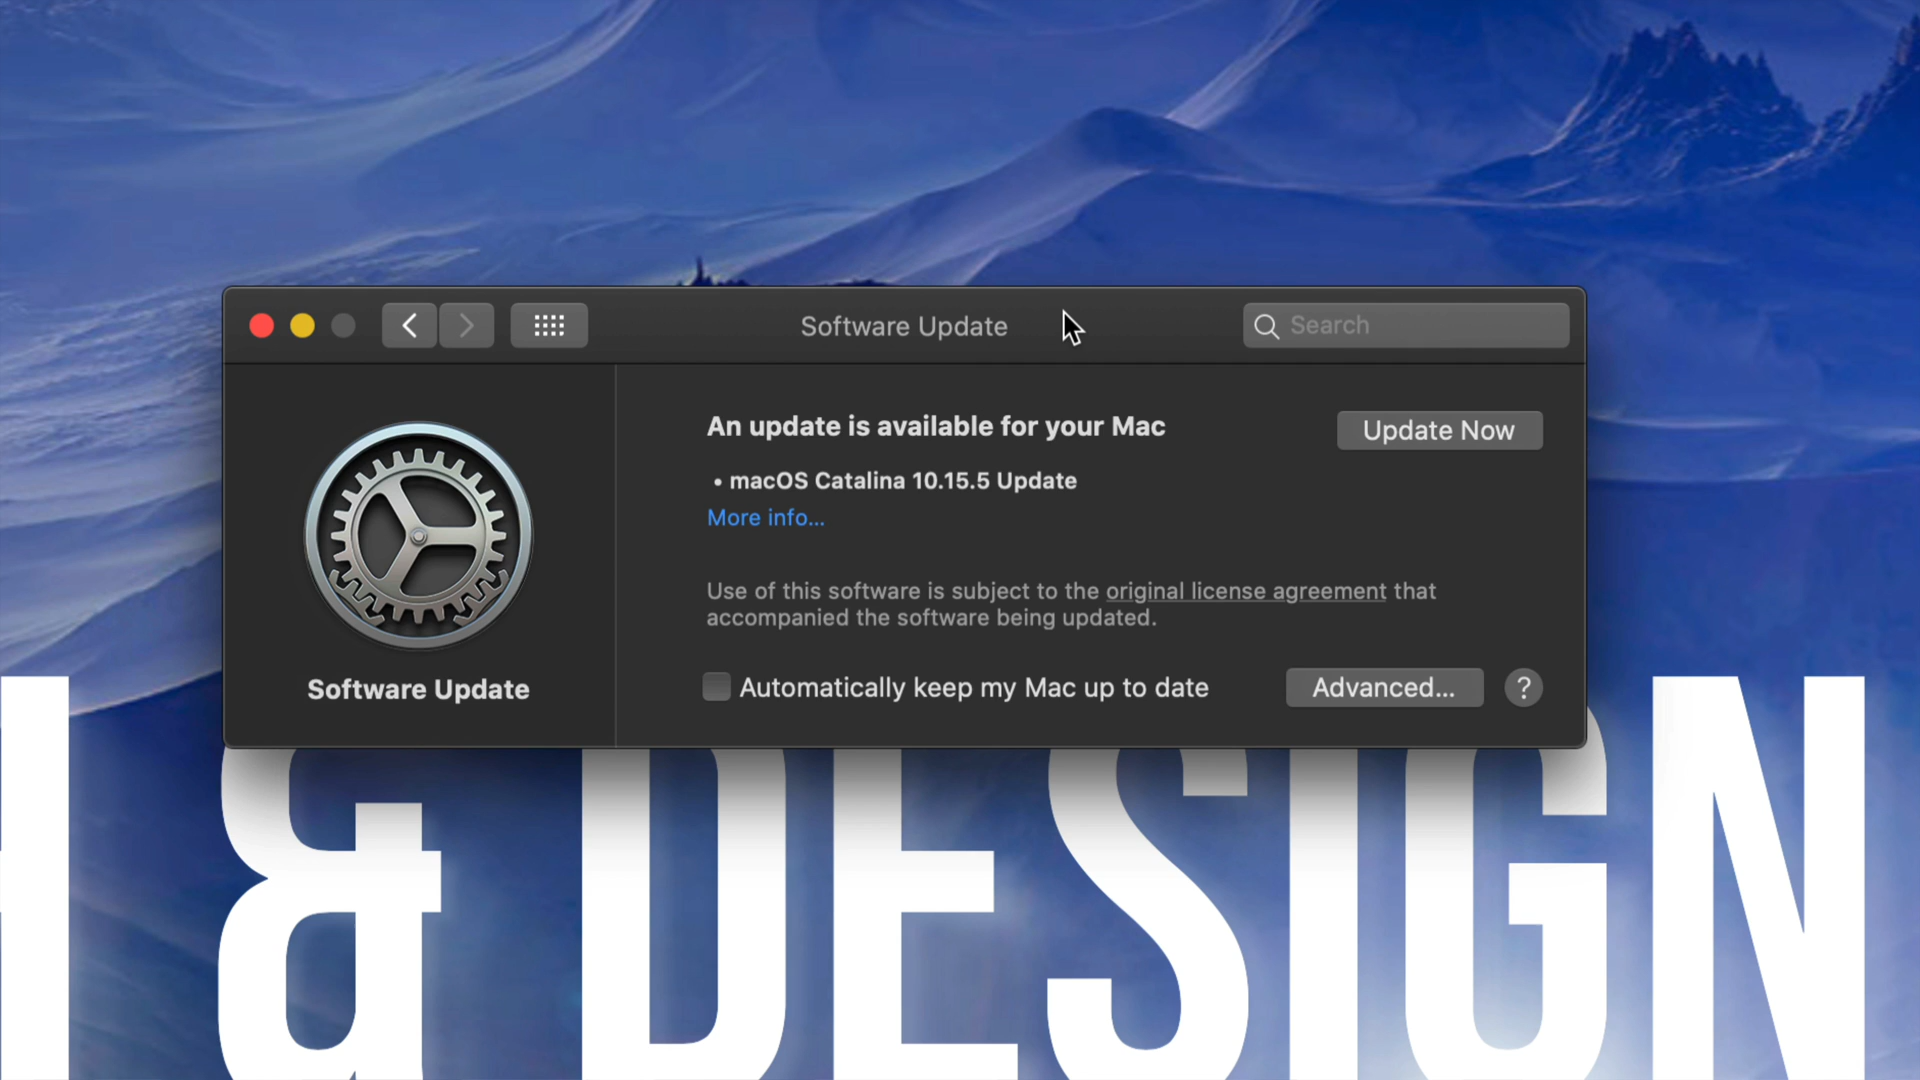 Software Update
Search
An update is available for your Mac
Update Now
• macOS Catalina 10.15.5 Update
More info...
Use of this software is subject to the original license agreement that
accompanied the software being updated.
Software Update
Automatically keep my Mac up to date
Advanced...
?
& DESIGN